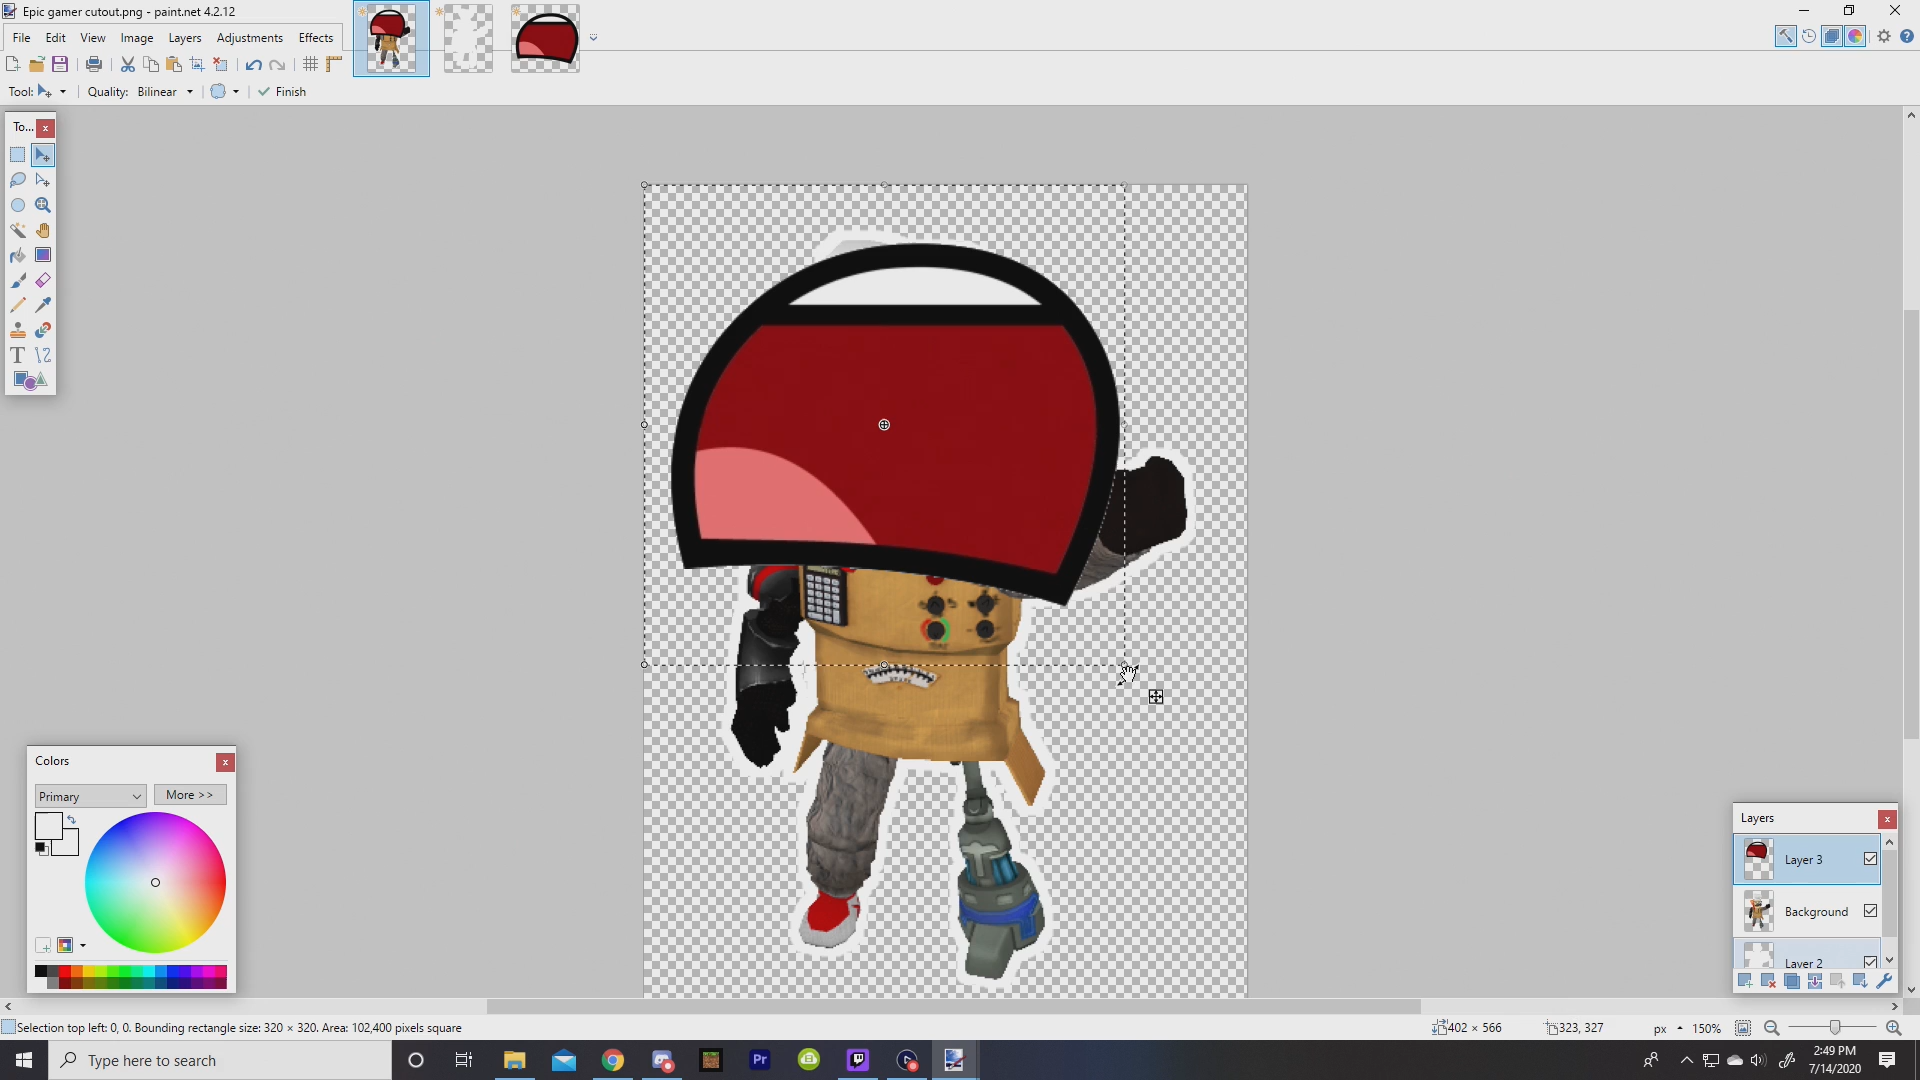 Epic gamer cutout.png - paint.net 4.2.12
File Edit View Image Layers Adjustments Effects
Tool: Quality: Bilinear Finish
To...
Colors
Primary
More >>
Layers
Layer 3
Background
Layer 2
Selection top left: 0, 0. Bounding rectangle size: 320 × 320. Area: 102,400 pixels square
402 × 566
323, 327
px
150%
Type here to search
Pr
2:49 PM
7/14/2020